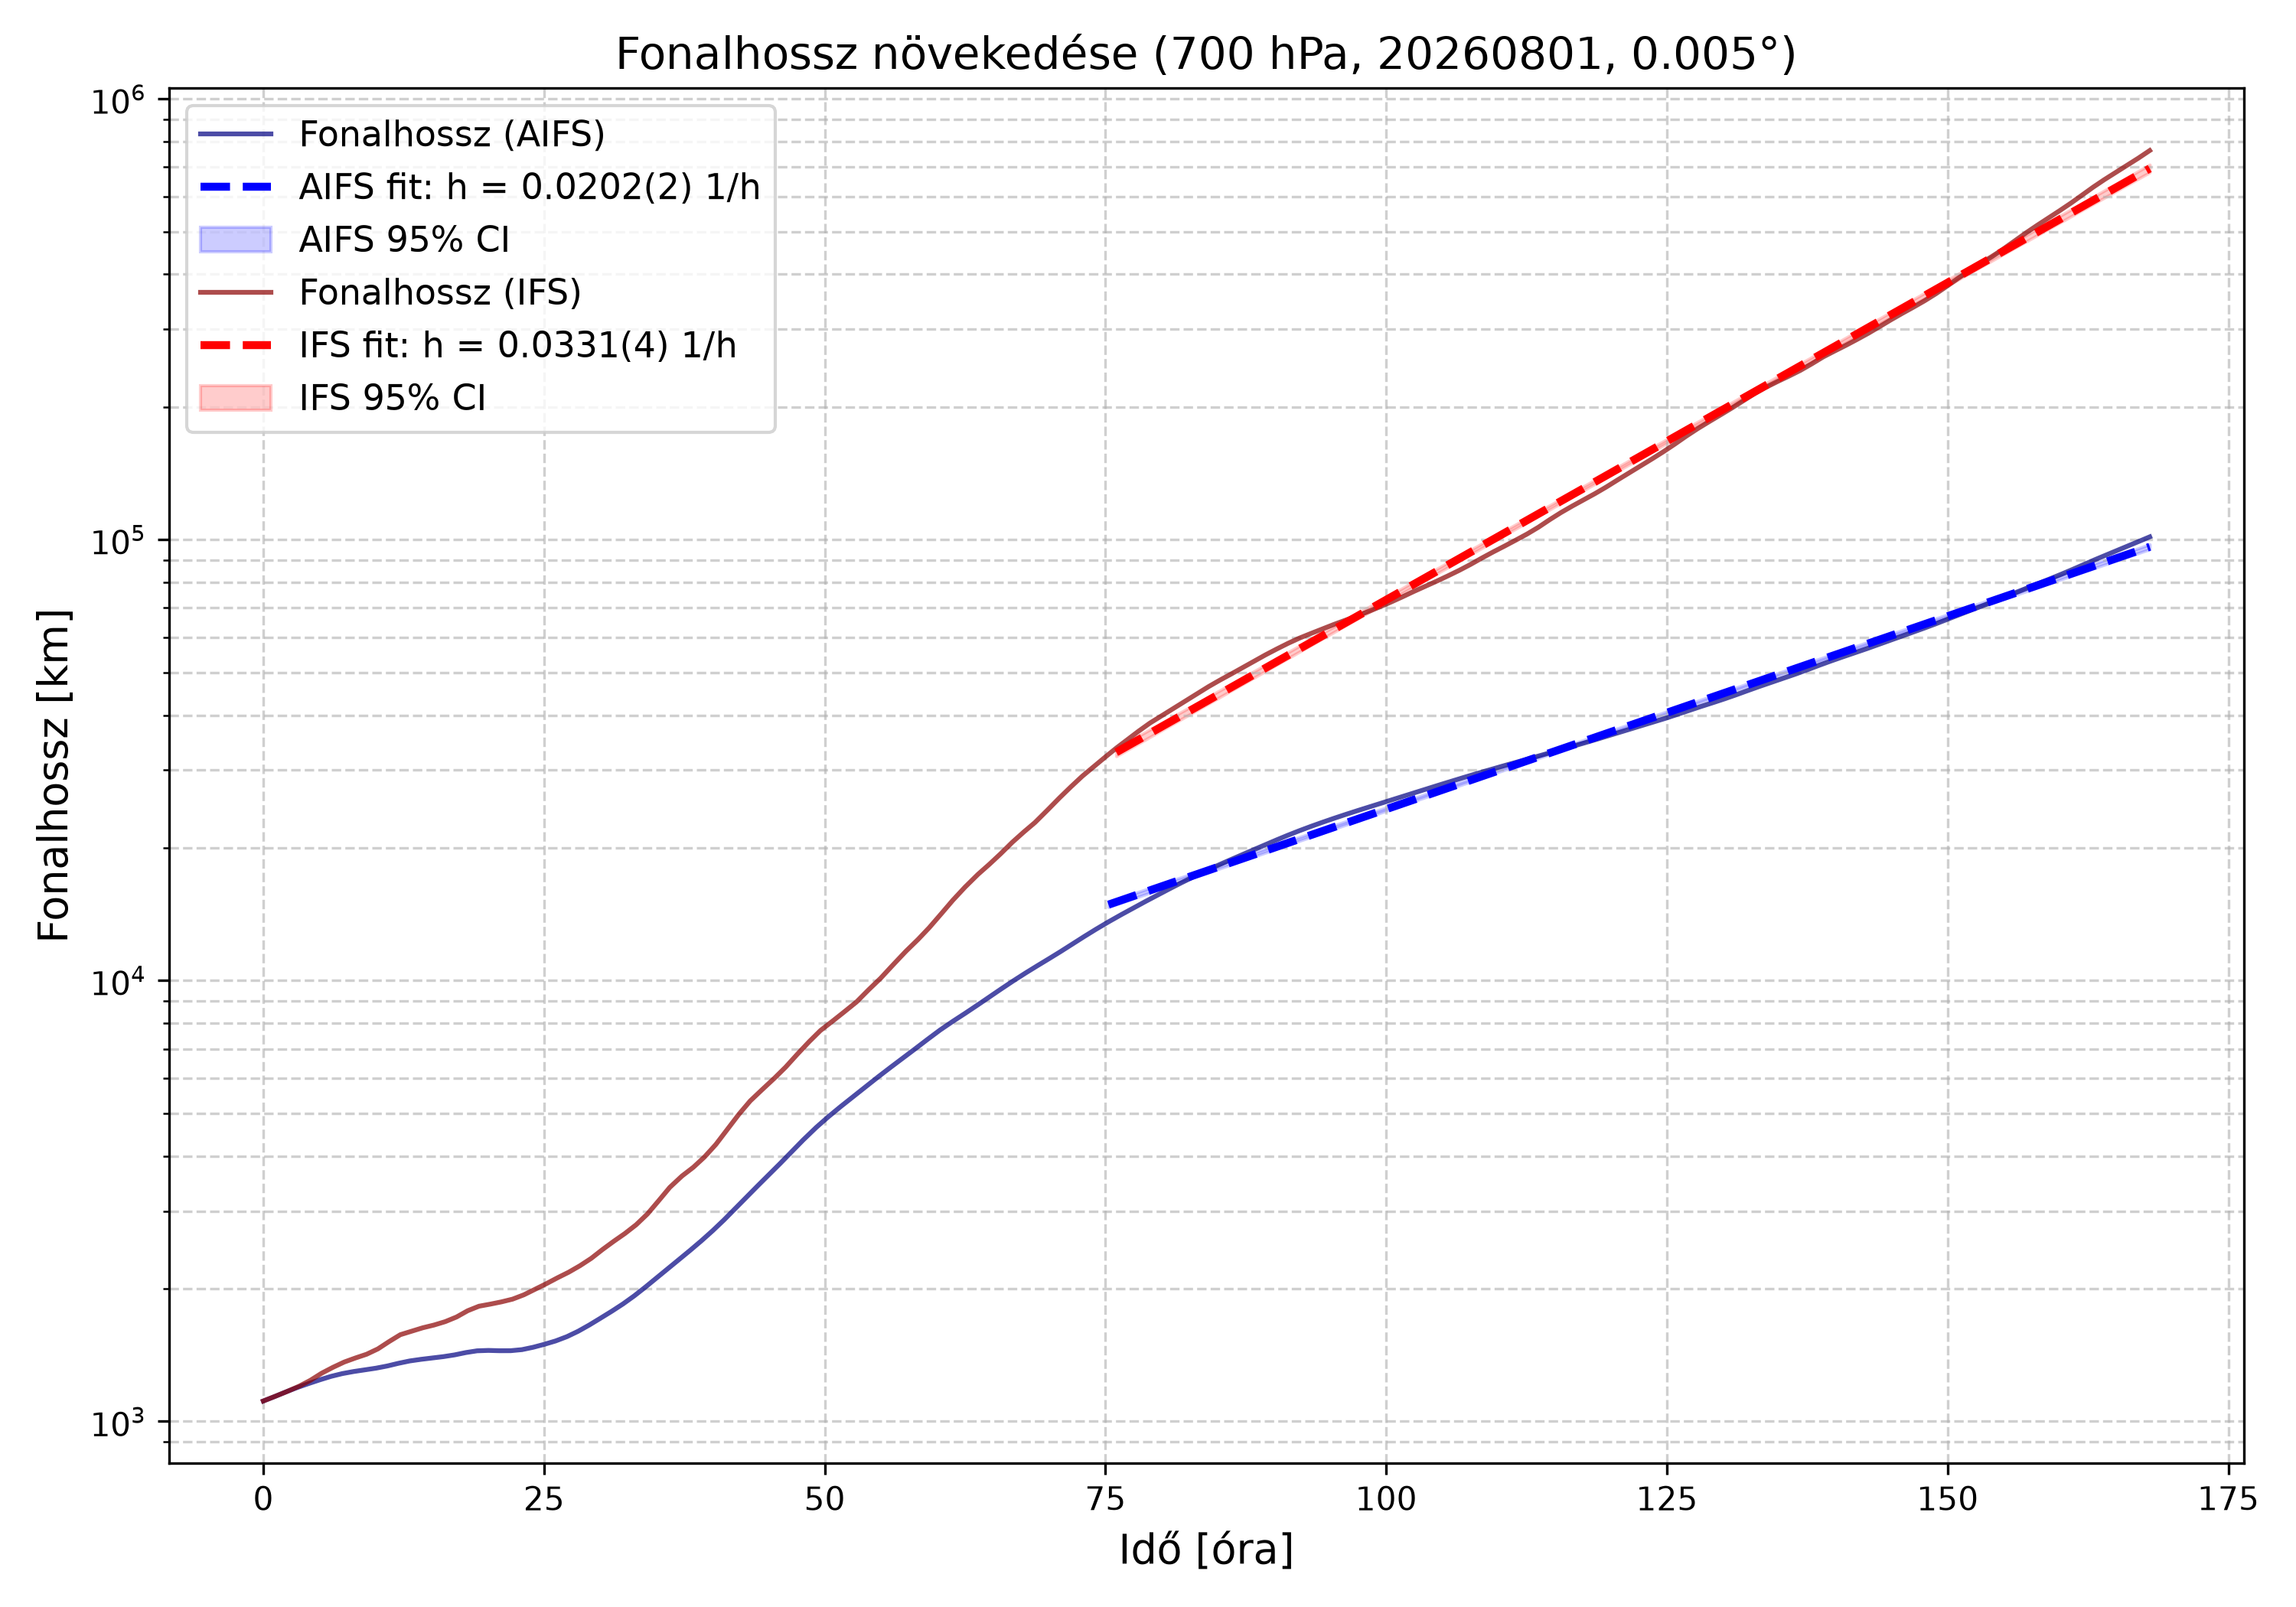 Fonalhossz növekedése (700 hPa, 20260801, 0.005°)
Fonalhossz (AIFS)
AIFS fit: h = 0.0202(2) 1/h
AIFS 95% CI
Fonalhossz (IFS)
IFS fit: h = 0.0331(4) 1/h
IFS 95% CI
Fonalhossz [km]
10⁶
10⁵
10⁴
10³
0 25 50 75 100 125 150 175
Idő [óra]